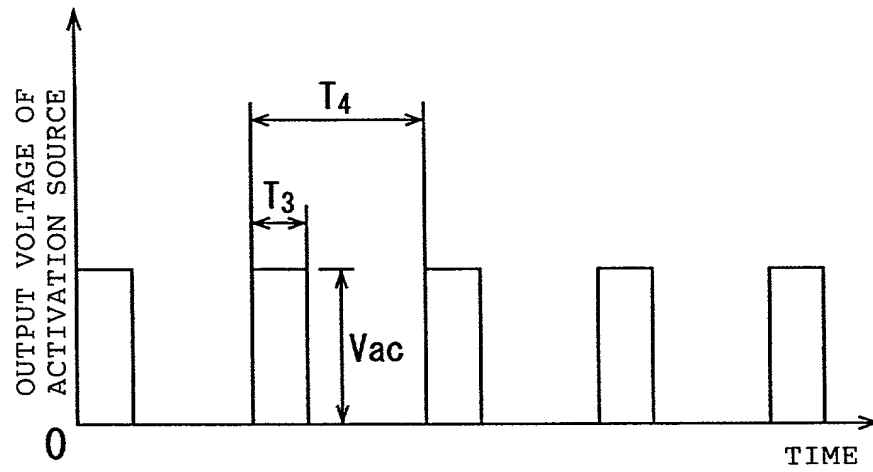 OUTPUT VOLTAGE OF
ACTIVATION SOURCE
T4
T3
Vac
0
TIME